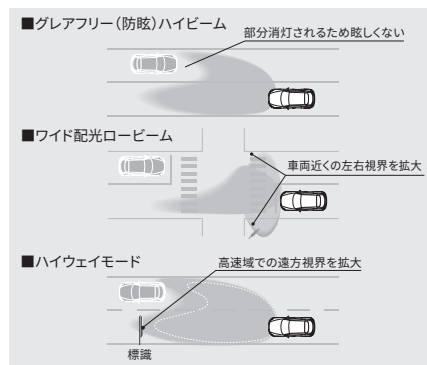 ■グレアフリー(防眩)ハイビーム
部分消灯されるため眩しくない
■ワイド配光ロービーム
車両近くの左右視界を拡大
■ハイウェイモード
高速域での遠方視界を拡大
標識